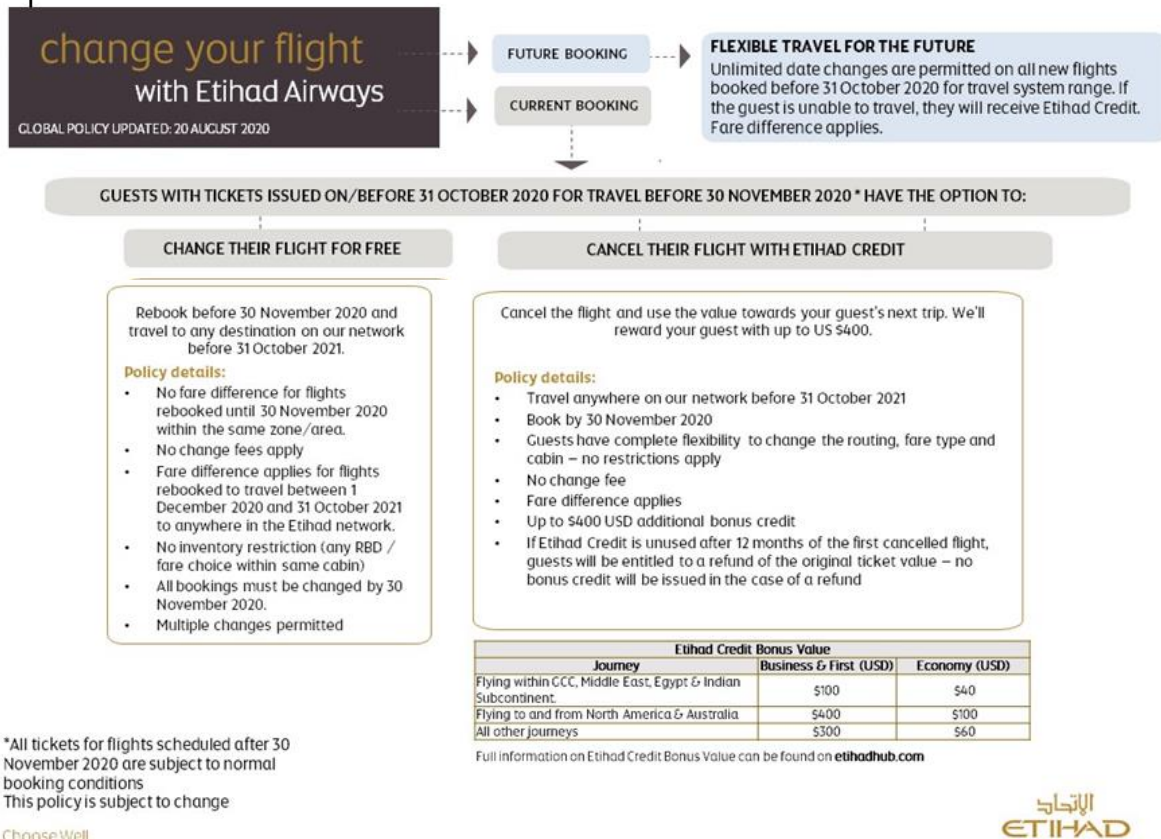 change your flight
with Etihad Airways
GLOBAL POLICY UPDATED: 20 AUGUST 2020
FUTURE BOOKING
CURRENT BOOKING
FLEXIBLE TRAVEL FOR THE FUTURE
Unlimited date changes are permitted on all new flights
booked before 31 October 2020 for travel system range. If
the guest is unable to travel, they will receive Etihad Credit.
Fare difference applies.
GUESTS WITH TICKETS ISSUED ON/BEFORE 31 OCTOBER 2020 FOR TRAVEL BEFORE 30 NOVEMBER 2020 * HAVE THE OPTION TO:
CHANGE THEIR FLIGHT FOR FREE
Rebook before 30 November 2020 and
travel to any destination on our network
before 31 October 2021.
Policy details:
• No fare difference for flights
rebooked until 30 November 2020
within the same zone/area.
• No change fees apply
• Fare difference applies for flights
rebooked to travel between 1
December 2020 and 31 October 2021
to anywhere in the Etihad network.
• No inventory restriction (any RBD /
fare choice within same cabin)
• All bookings must be changed by 30
November 2020.
• Multiple changes permitted
CANCEL THEIR FLIGHT WITH ETIHAD CREDIT
Cancel the flight and use the value towards your guest's next trip. We'll
reward your guest with up to US $400.
Policy details:
• Travel anywhere on our network before 31 October 2021
• Book by 30 November 2020
• Guests have complete flexibility to change the routing, fare type and
cabin – no restrictions apply
• No change fee
• Fare difference applies
• Up to $400 USD additional bonus credit
• If Etihad Credit is unused after 12 months of the first cancelled flight,
guests will be entitled to a refund of the original ticket value – no
bonus credit will be issued in the case of a refund
Etihad Credit Bonus Value
Journey Business & First (USD) Economy (USD)
Flying within GCC, Middle East, Egypt & Indian
Subcontinent. $100 $40
Flying to and from North America & Australia $400 $100
All other journeys $300 $60
Full information on Etihad Credit Bonus Value can be found on etihadhub.com
*All tickets for flights scheduled after 30
November 2020 are subject to normal
booking conditions
This policy is subject to change
Choose Well
الإتحاد
ETIHAD